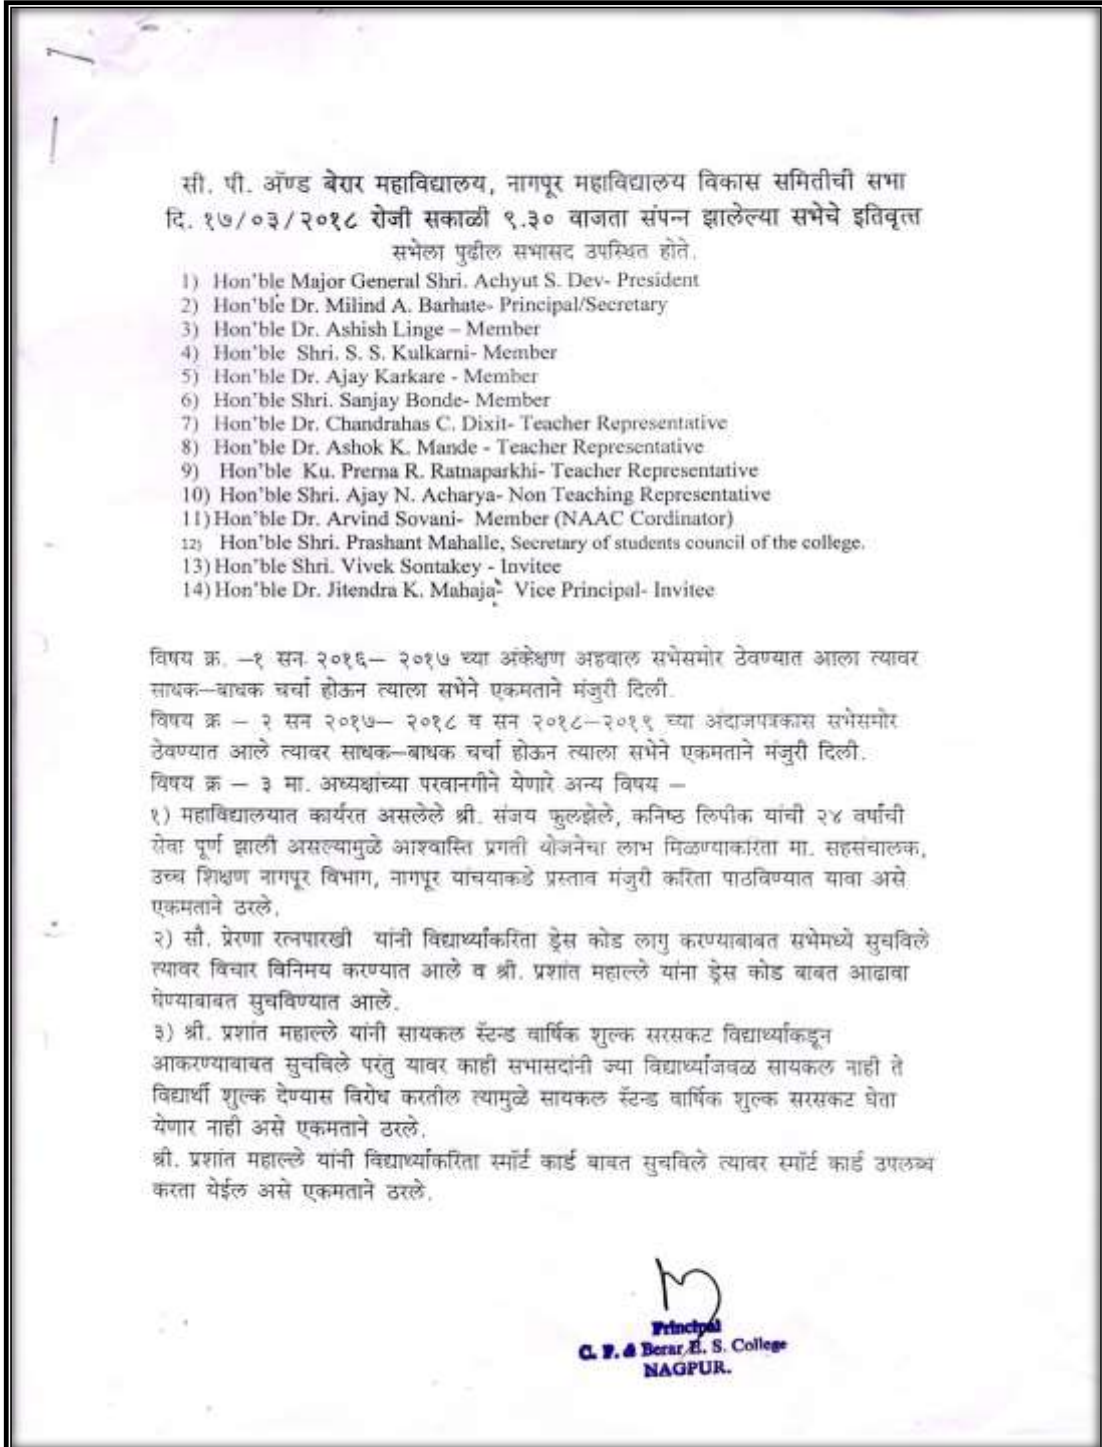 सी. पी. ॲण्ड बेरार महाविद्यालय, नागपूर महाविद्यालय विकास समितीची सभा
दि. १७/०३/२०१८ रोजी सकाळी ९.३० वाजता संपन्न झालेल्या सभेचे इतिवृत्त
सभेला पुढील सभासद उपस्थित होते.
1) Hon'ble Major General Shri. Achyut S. Dev- President
2) Hon'ble Dr. Milind A. Barhate- Principal/Secretary
3) Hon'ble Dr. Ashish Linge – Member
4) Hon'ble Shri. S. S. Kulkarni- Member
5) Hon'ble Dr. Ajay Karkare - Member
6) Hon'ble Shri. Sanjay Bonde- Member
7) Hon'ble Dr. Chandrahas C. Dixit- Teacher Representative
8) Hon'ble Dr. Ashok K. Mande - Teacher Representative
9) Hon'ble Ku. Prerna R. Ratnaparkhi- Teacher Representative
10) Hon'ble Shri. Ajay N. Acharya- Non Teaching Representative
11) Hon'ble Dr. Arvind Sovani- Member (NAAC Cordinator)
12) Hon'ble Shri. Prashant Mahalle, Secretary of students council of the college.
13) Hon'ble Shri. Vivek Sontakey - Invitee
14) Hon'ble Dr. Jitendra K. Mahaja- Vice Principal- Invitee
विषय क्र. –१ सन २०१६– २०१७ च्या अंकेक्षण अहवाल सभेसमोर ठेवण्यात आला त्यावर
साधक–बाधक चर्चा होऊन त्याला सभेने एकमताने मंजुरी दिली.
विषय क्र – २ सन २०१७– २०१८ व सन २०१८–२०१९ च्या अंदाजपत्रकास सभेसमोर
ठेवण्यात आले त्यावर साधक–बाधक चर्चा होऊन त्याला सभेने एकमताने मंजुरी दिली.
विषय क्र – ३ मा. अध्यक्षांच्या परवानगीने येणारे अन्य विषय –
१) महाविद्यालयात कार्यरत असलेले श्री. संजय फुलझेले, कनिष्ठ लिपीक यांची २४ वर्षाची
सेवा पूर्ण झाली असल्यामुळे आश्वास्ति प्रगती योजनेचा लाभ मिळण्याकरिता मा. सहसंचालक,
उच्च शिक्षण नागपूर विभाग, नागपूर यांचयाकडे प्रस्ताव मंजुरी करिता पाठविण्यात यावा असे
एकमताने ठरले.
२) सौ. प्रेरणा रत्नपारखी यांनी विद्यार्थ्यांकरिता ड्रेस कोड लागु करण्याबाबत सभेमध्ये सुचविले
त्यावर विचार विनिमय करण्यात आले व श्री. प्रशांत महाल्ले यांना ड्रेस कोड बाबत आढावा
घेण्याबाबत सुचविण्यात आले.
३) श्री. प्रशांत महाल्ले यांनी सायकल स्टॅन्ड वार्षिक शुल्क सरसकट विद्यार्थ्यांकडून
आकरण्याबाबत सुचविले परंतु यावर काही सभासदांनी ज्या विद्यार्थ्यांजवळ सायकल नाही ते
विद्यार्थी शुल्क देण्यास विरोध करतील त्यामुळे सायकल स्टॅन्ड वार्षिक शुल्क सरसकट घेता
येणार नाही असे एकमताने ठरले.
श्री. प्रशांत महाल्ले यांनी विद्यार्थ्यांकरिता स्मॉर्ट कार्ड बाबत सुचविले त्यावर स्मॉर्ट कार्ड उपलब्ध
करता येईल असे एकमताने ठरले.
Principal
C. P. & Berar E. S. College
NAGPUR.